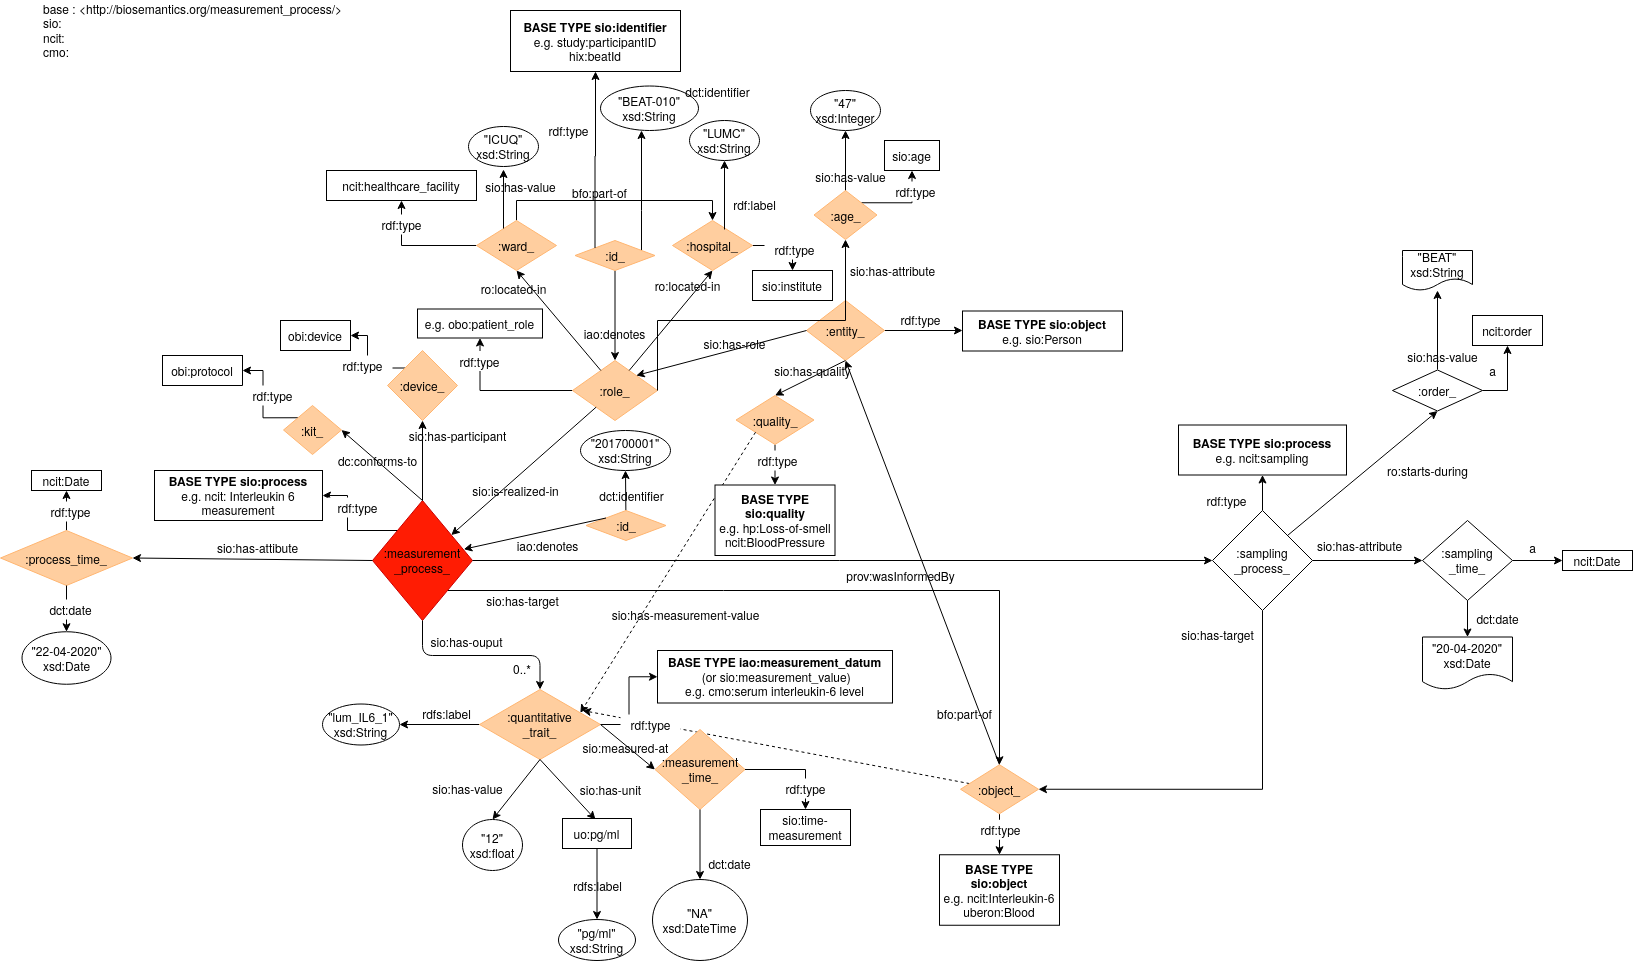 base : <http://biosemantics.org/measurement_process/>
sio:
ncit:
cmo:
BASE TYPE sio:identifier
e.g. study:participantID
hix:beatId
dct:identifier
"BEAT-010"
xsd:String
rdf:type
"47"
xsd:Integer
"ICUQ"
xsd:String
"LUMC"
xsd:String
sio:age
ncit:healthcare_facility
sio:has-value
bfo:part-of
sio:has-value
rdf:type
rdf:type
rdf:label
:age_
:ward_
:id_
:hospital_
rdf:type
sio:institute
sio:has-attribute
"BEAT"
xsd:String
ro:located-in
ro:located-in
e.g. obo:patient_role
obi:device
iao:denotes
:entity_
rdf:type
BASE TYPE sio:object
e.g. sio:Person
ncit:order
sio:has-role
sio:has-value
obi:protocol
rdf:type
rdf:type
sio:has-quality
a
rdf:type
:device_
:role_
:order_
:kit_
sio:has-participant
:quality_
"201700001"
xsd:String
BASE TYPE sio:process
e.g. ncit:sampling
dc:conforms-to
rdf:type
ro:starts-during
ncit:Date
BASE TYPE sio:process
e.g. ncit: Interleukin 6
measurement
sio:is-realized-in
dct:identifier
BASE TYPE
sio:quality
e.g. hp:Loss-of-smell
ncit:BloodPressure
rdf:type
rdf:type
rdf:type
:id_
iao:denotes
sio:has-attibute
:process_time_
:measurement
_process_
:sampling
_process_
sio:has-attribute
:sampling
_time_
a
ncit:Date
prov:wasInformedBy
sio:has-target
dct:date
sio:has-measurement-value
dct:date
sio:has-ouput
sio:has-target
"22-04-2020"
xsd:Date
0..*
BASE TYPE iao:measurement_datum
(or sio:measurement_value)
e.g. cmo:serum interleukin-6 level
"20-04-2020"
xsd:Date
"lum_IL6_1"
xsd:String
rdfs:label
:quantitative
_trait_
rdf:type
bfo:part-of
sio:measured-at
:measurement
_time_
sio:has-value
sio:has-unit
rdf:type
:object_
"12"
xsd:float
uo:pg/ml
sio:time-
measurement
rdf:type
dct:date
BASE TYPE
sio:object
e.g. ncit:Interleukin-6
uberon:Blood
rdfs:label
"NA"
xsd:DateTime
"pg/ml"
xsd:String